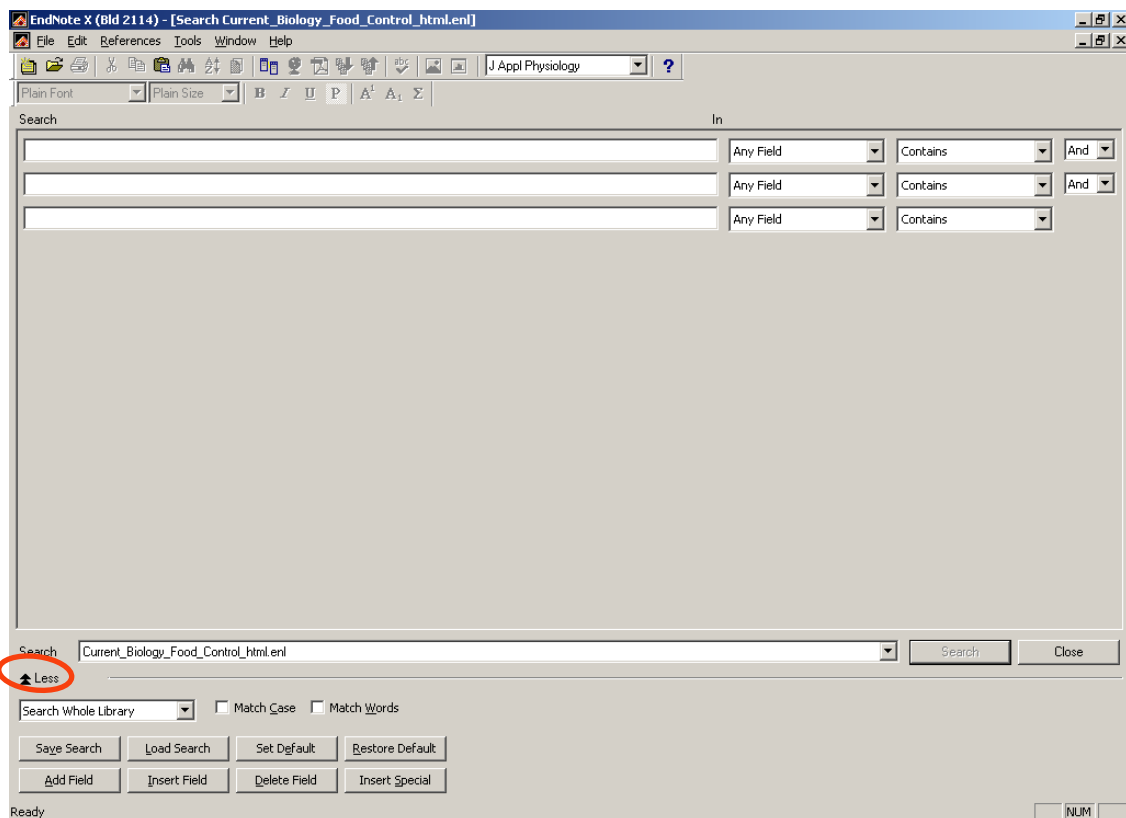 EndNote X (Bld 2114) - [Search Current_Biology_Food_Control_html.enl]
File Edit References Tools Window Help
J Appl Physiology ?
Plain Font Plain Size B I U P A¹ A₁ Σ
Search In
Any Field Contains And
Any Field Contains And
Any Field Contains
Search Current_Biology_Food_Control_html.enl Search Close
Less
Search Whole Library Match Case Match Words
Save Search Load Search Set Default Restore Default
Add Field Insert Field Delete Field Insert Special
Ready NUM